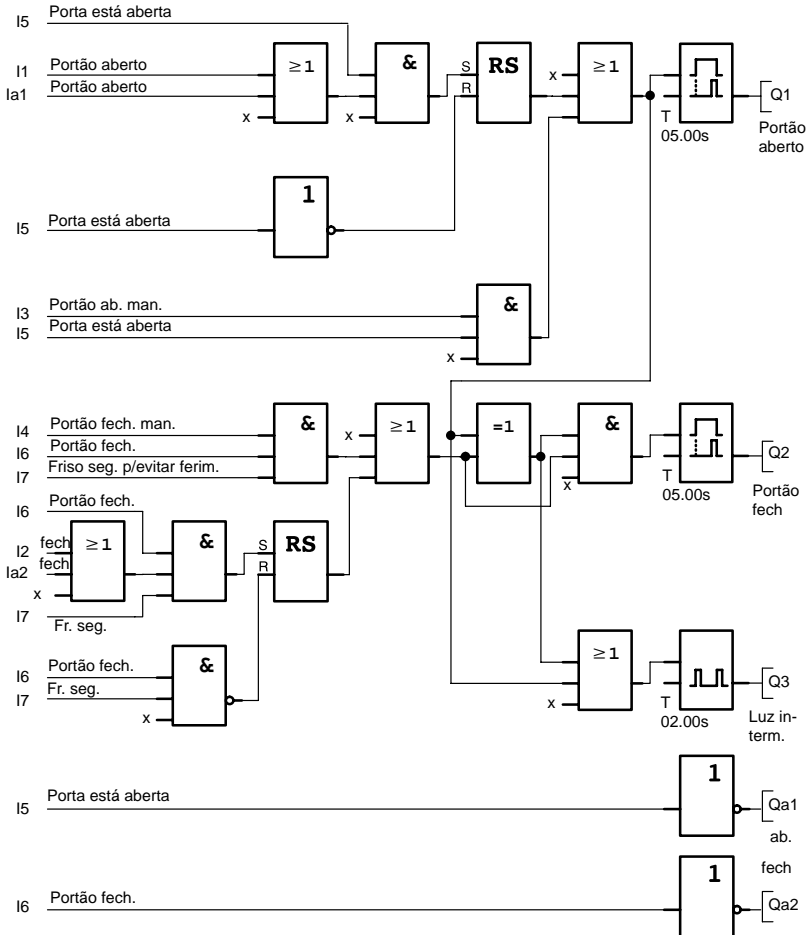 I5 Porta está aberta
≥1 & S RS x ≥1
I1 Portão aberto
Ia1 Portão aberto R Q1
x x T
05.00s
Portão
aberto
1
I5 Porta está aberta
I3 Portão ab. man.
&
I5 Porta está aberta
x
I4 Portão fech. man.
& x ≥1 =1 &
I6 Portão fech.
Q2
I7 Friso seg. p/evitar ferim.
x T
05.00s
Portão
fech
I6 Portão fech.
I2 fech ≥1 & S RS
Ia2 fech R
x
I7 Fr. seg.
I6 Portão fech.
&
I7 Fr. seg.
x
≥1
Q3
x T
02.00s
Luz in-
term.
1
I5 Porta está aberta
Qa1
ab.
fech
1
I6 Portão fech.
Qa2